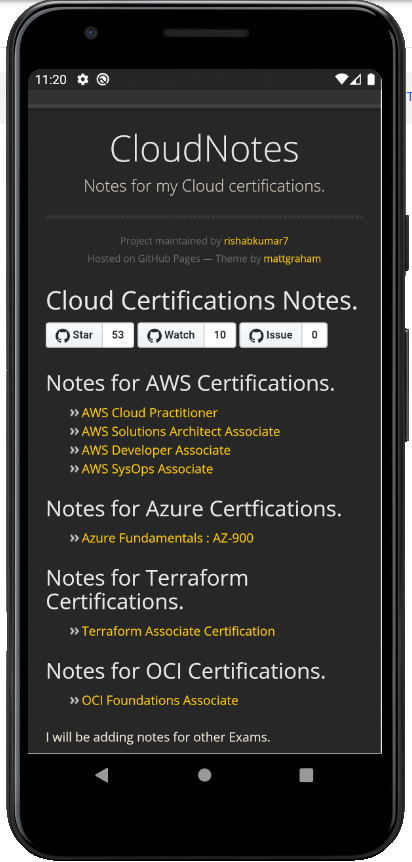 11:20
CloudNotes
Notes for my Cloud certifications.
Project maintained by rishabkumar7
Hosted on GitHub Pages — Theme by mattgraham
Cloud Certifications Notes.
Star 53 Watch 10 Issue 0
Notes for AWS Certifications.
» AWS Cloud Practitioner
» AWS Solutions Architect Associate
» AWS Developer Associate
» AWS SysOps Associate
Notes for Azure Certfications.
» Azure Fundamentals : AZ-900
Notes for Terraform
Certifications.
» Terraform Associate Certification
Notes for OCI Certifications.
» OCI Foundations Associate
I will be adding notes for other Exams.